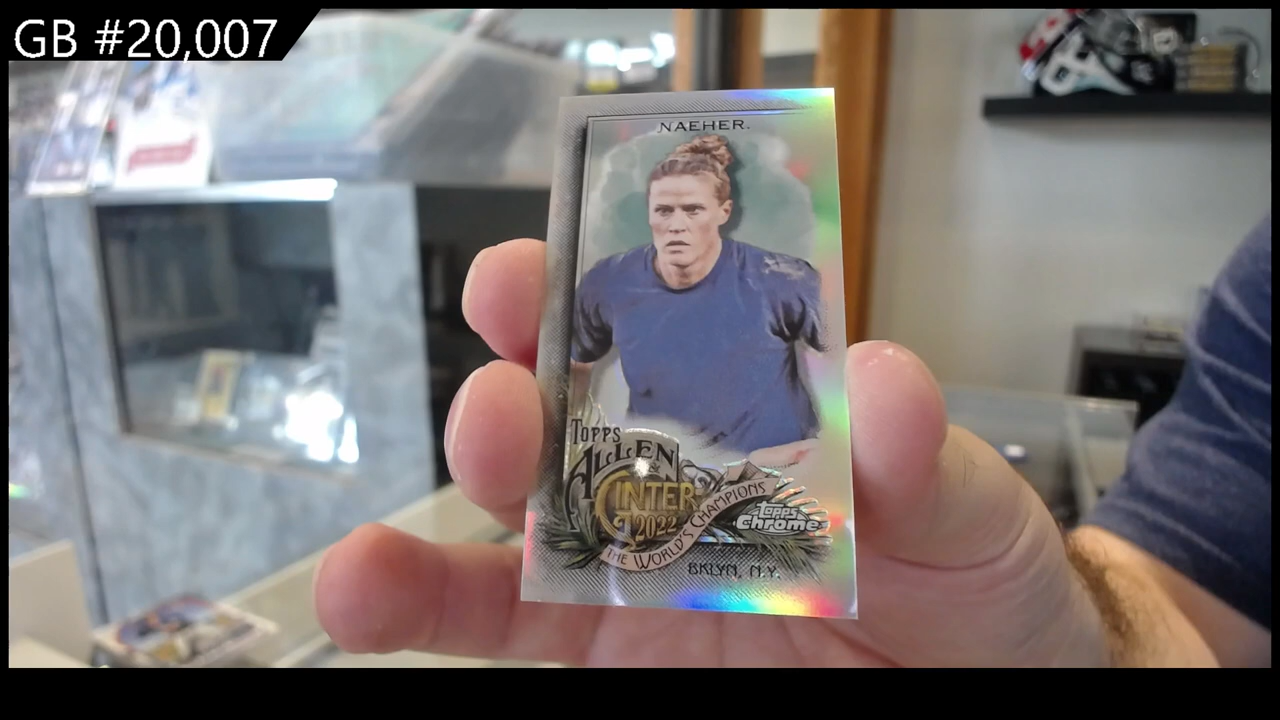 GB #20,007
NAEHER.
TOPPS
ALLEN
&
GINTER
2022
THE WORLD'S CHAMPIONS
Topps
Chrome
BKLYN, N.Y.